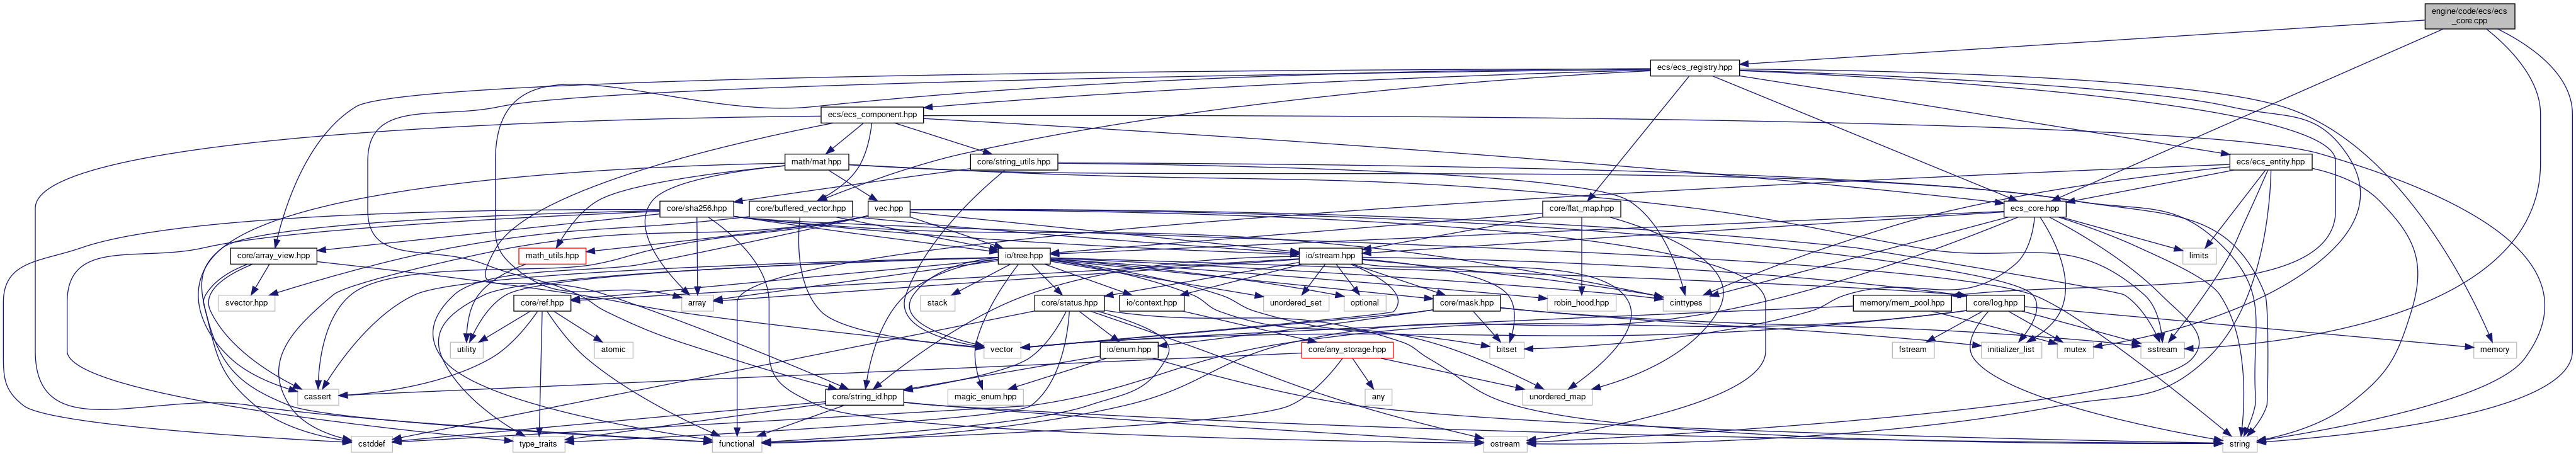 engine/code/ecs/ecs
_core.cpp
ecs/ecs_registry.hpp
ecs/ecs_component.hpp
math/mat.hpp
core/string_utils.hpp
ecs/ecs_entity.hpp
core/sha256.hpp
core/buffered_vector.hpp
vec.hpp
core/flat_map.hpp
ecs_core.hpp
core/array_view.hpp
math_utils.hpp
io/tree.hpp
io/stream.hpp
limits
svector.hpp
core/ref.hpp
array
stack
core/status.hpp
io/context.hpp
unordered_set
optional
core/mask.hpp
robin_hood.hpp
cinttypes
memory/mem_pool.hpp
core/log.hpp
utility
atomic
vector
io/enum.hpp
core/any_storage.hpp
bitset
fstream
initializer_list
mutex
sstream
memory
cassert
core/string_id.hpp
magic_enum.hpp
any
unordered_map
cstddef
type_traits
functional
ostream
string